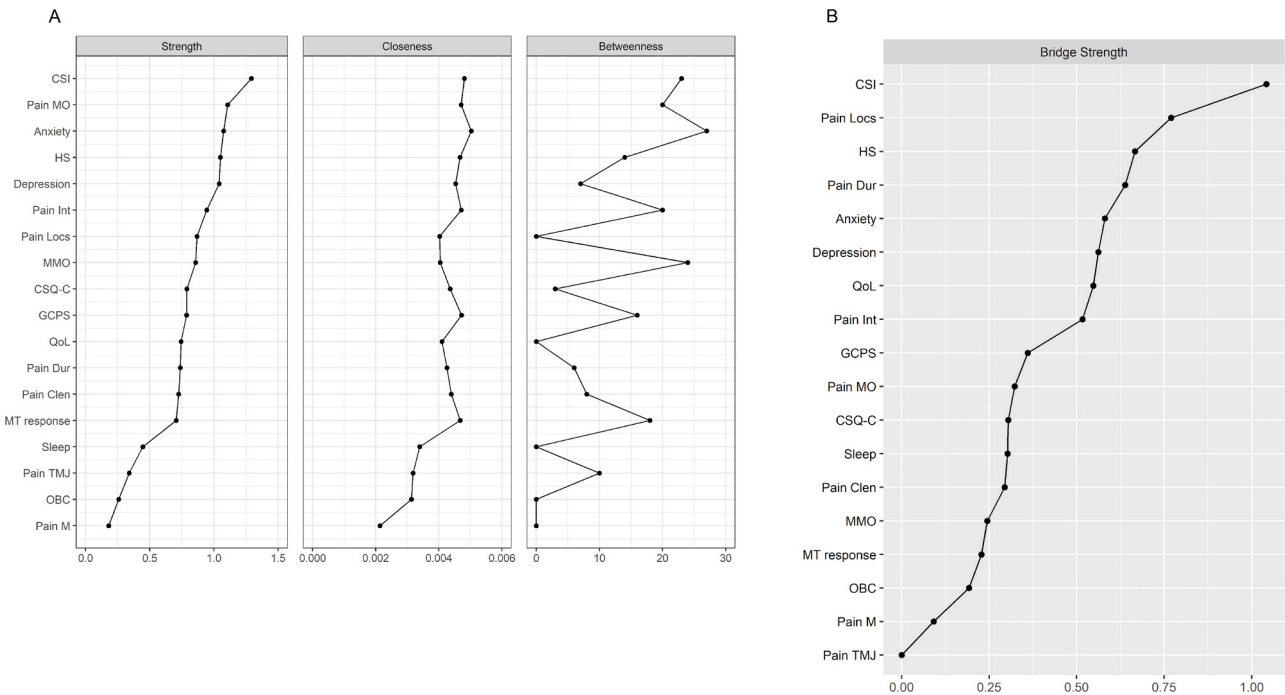 A
Strength
Closeness
Betweenness
CSI
Pain MO
Anxiety
HS
Depression
Pain Int
Pain Locs
MMO
CSQ-C
GCPS
QoL
Pain Dur
Pain Clen
MT response
Sleep
Pain TMJ
OBC
Pain M
0.0 0.5 1.0 1.5
0.000 0.002 0.004 0.006
0 10 20 30
B
Bridge Strength
CSI
Pain Locs
HS
Pain Dur
Anxiety
Depression
QoL
Pain Int
GCPS
Pain MO
CSQ-C
Sleep
Pain Clen
MMO
MT response
OBC
Pain M
Pain TMJ
0.00 0.25 0.50 0.75 1.00